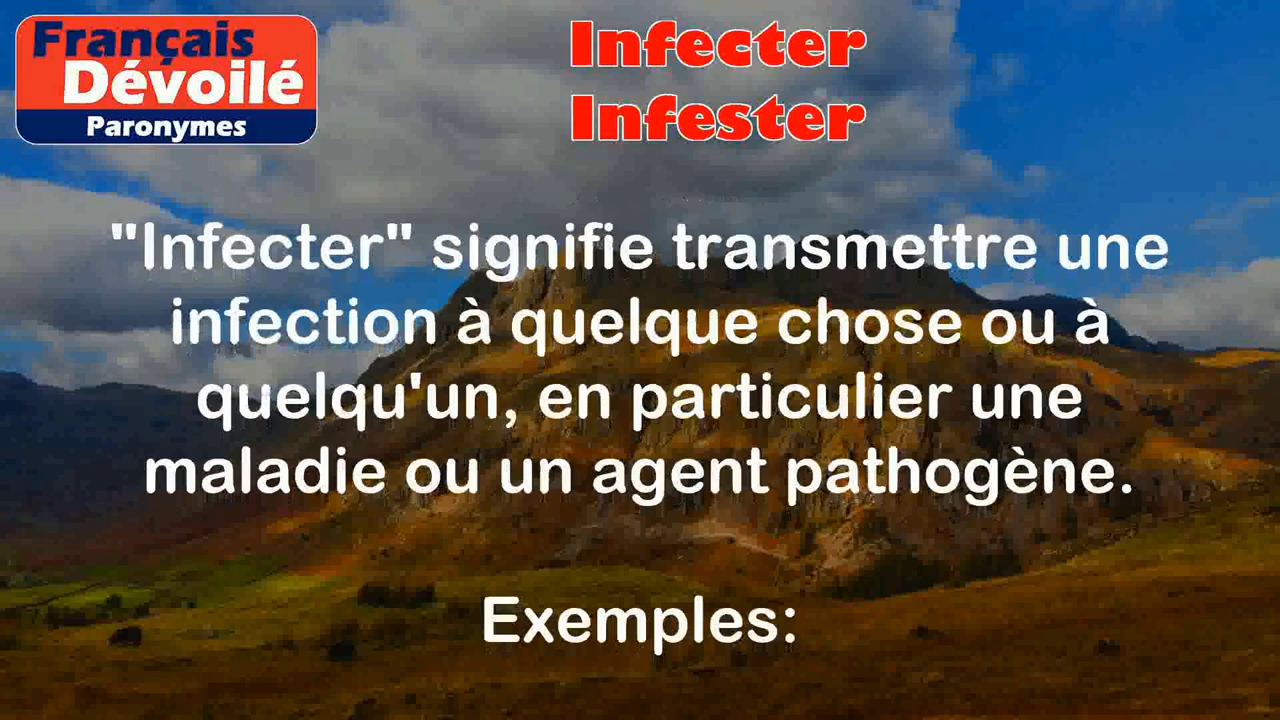 Français
Dévoilé
Paronymes
Infecter
Infester
"Infecter" signifie transmettre une
infection à quelque chose ou à
quelqu'un, en particulier une
maladie ou un agent pathogène.
Exemples: